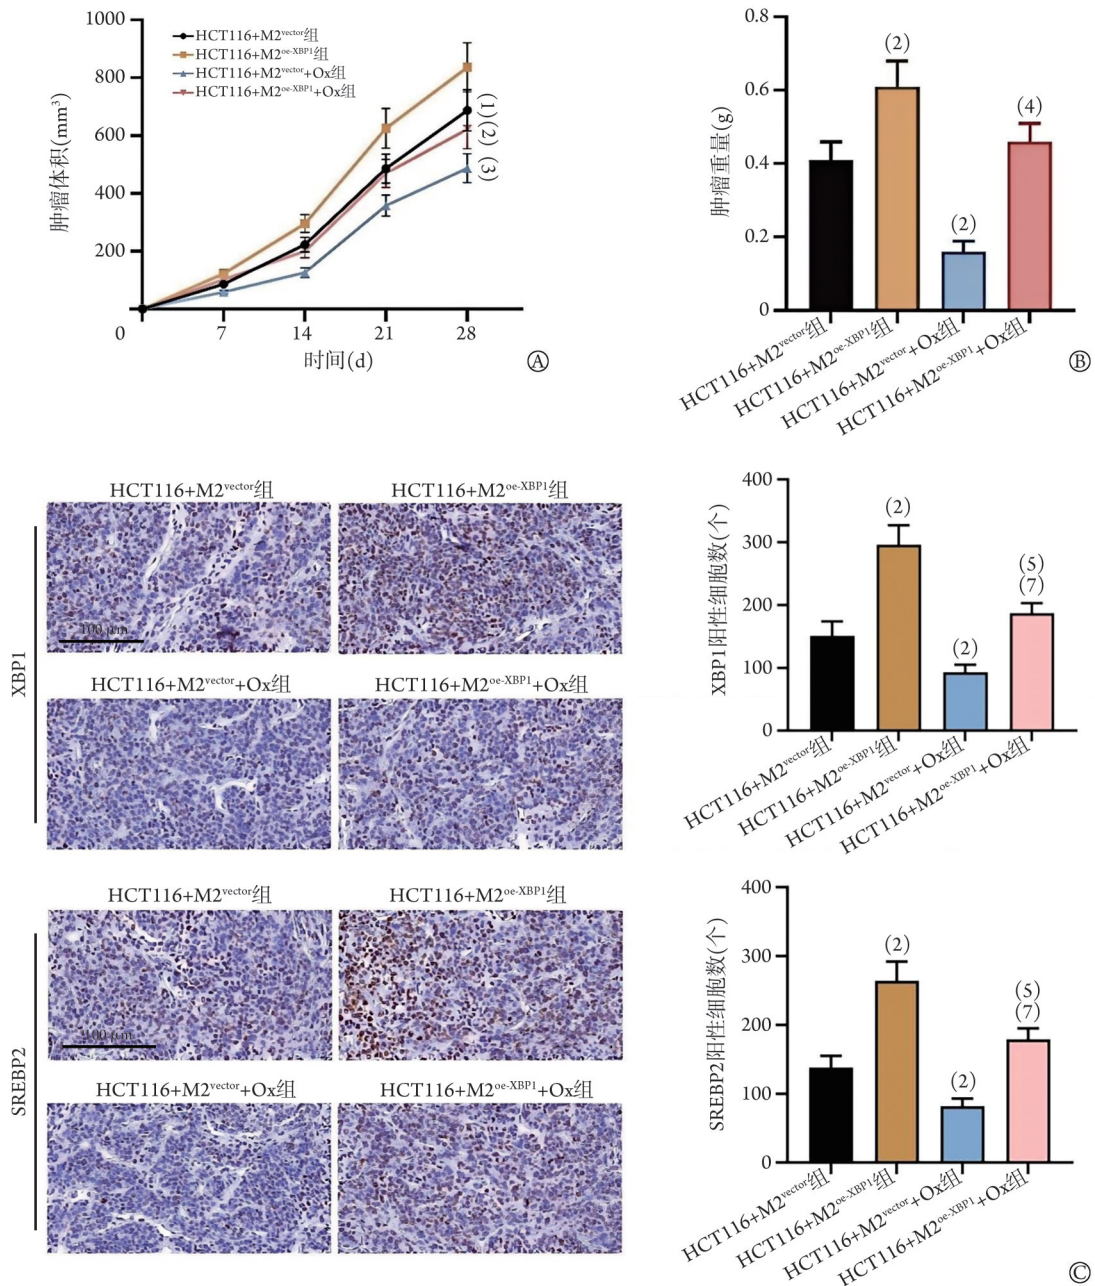 1000
800
600
400
200
0
7
14
21
28
肿瘤体积(mm³)
时间(d)
HCT116+M2vector组
HCT116+M2oe-XBP1组
HCT116+M2vector+Ox组
HCT116+M2oe-XBP1+Ox组
(1)
(2)
(3)
Ⓐ
0.8
0.6
0.4
0.2
0
肿瘤重量(g)
(2)
(2)
(4)
HCT116+M2vector组
HCT116+M2oe-XBP1组
HCT116+M2vector+Ox组
HCT116+M2oe-XBP1+Ox组
Ⓑ
XBP1
HCT116+M2vector组
HCT116+M2oe-XBP1组
100 μm
HCT116+M2vector+Ox组
HCT116+M2oe-XBP1+Ox组
400
300
200
100
0
XBP1阳性细胞数(个)
(2)
(2)
(5)
(7)
HCT116+M2vector组
HCT116+M2oe-XBP1组
HCT116+M2vector+Ox组
HCT116+M2oe-XBP1+Ox组
SREBP2
HCT116+M2vector组
HCT116+M2oe-XBP1组
100 μm
HCT116+M2vector+Ox组
HCT116+M2oe-XBP1+Ox组
400
300
200
100
0
SREBP2阳性细胞数(个)
(2)
(2)
(5)
(7)
HCT116+M2vector组
HCT116+M2oe-XBP1组
HCT116+M2vector+Ox组
HCT116+M2oe-XBP1+Ox组
Ⓒ